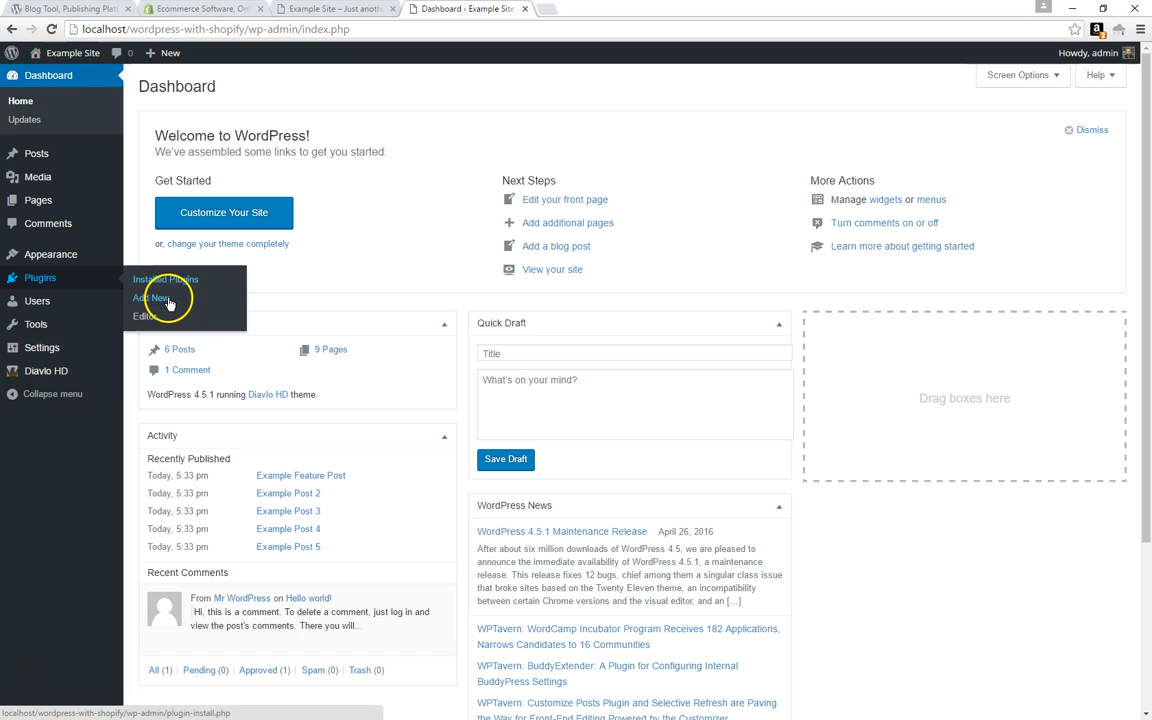 Blog Tool, Publishing Platf
Ecommerce Software, Onl
Example Site – Just anoth
Dashboard ‹ Example Site
localhost/wordpress-with-shopify/wp-admin/index.php
Example Site
0
New
Howdy, admin
Dashboard
Home
Updates
Posts
Media
Pages
Comments
Appearance
Plugins
Users
Tools
Settings
Diavlo HD
Collapse menu
Installed Plugins
Add New
Editor
Dashboard
Screen Options
Help
Welcome to WordPress!
We've assembled some links to get you started:
Dismiss
Get Started
Customize Your Site
or, change your theme completely
Next Steps
Edit your front page
Add additional pages
Add a blog post
View your site
More Actions
Manage widgets or menus
Turn comments on or off
Learn more about getting started
6 Posts
9 Pages
1 Comment
WordPress 4.5.1 running Diavlo HD theme.
Activity
Recently Published
Today, 5:33 pm Example Feature Post
Today, 5:33 pm Example Post 2
Today, 5:33 pm Example Post 3
Today, 5:33 pm Example Post 4
Today, 5:33 pm Example Post 5
Recent Comments
From Mr WordPress on Hello world!
Hi, this is a comment. To delete a comment, just log in and
view the post's comments. There you will…
All (1) | Pending (0) | Approved (1) | Spam (0) | Trash (0)
Quick Draft
Title
What's on your mind?
Save Draft
WordPress News
WordPress 4.5.1 Maintenance Release April 26, 2016
After about six million downloads of WordPress 4.5, we are pleased to
announce the immediate availability of WordPress 4.5.1, a maintenance
release. This release fixes 12 bugs, chief among them a singular class issue
that broke sites based on the Twenty Eleven theme, an incompatibility
between certain Chrome versions and the visual editor, and an […]
WPTavern: WordCamp Incubator Program Receives 182 Applications,
Narrows Candidates to 16 Communities
WPTavern: BuddyExtender: A Plugin for Configuring Internal
BuddyPress Settings
WPTavern: Customize Posts Plugin and Selective Refresh are Paving
the Way for Front-End Editing Powered by the Customizer
Drag boxes here
localhost/wordpress-with-shopify/wp-admin/plugin-install.php